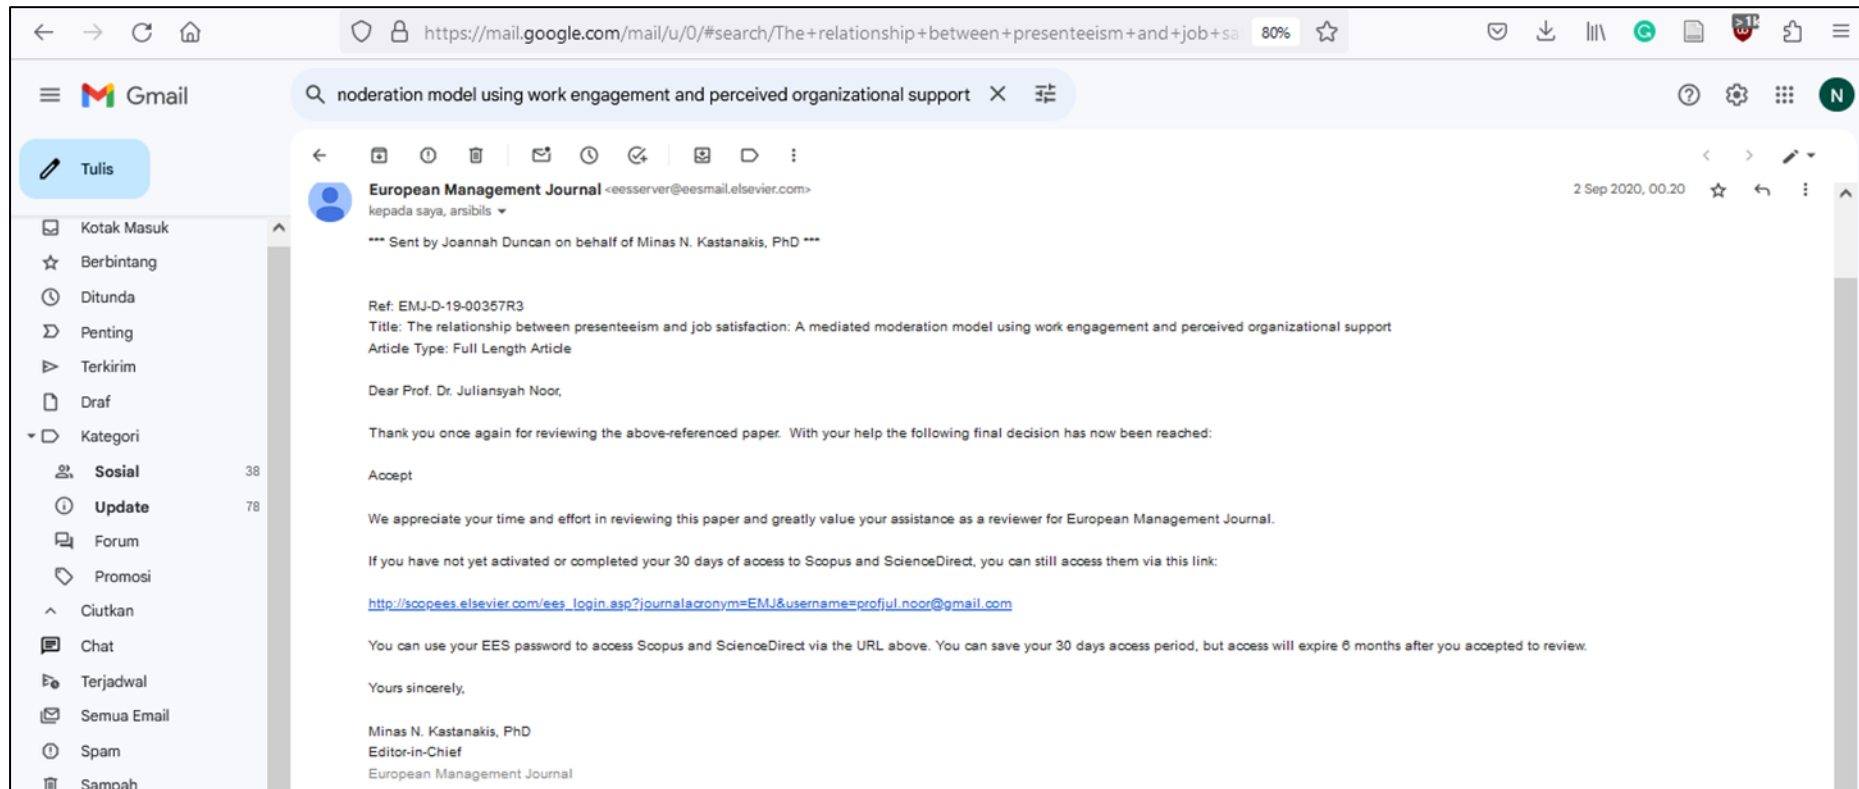 https://mail.google.com/mail/u/0/#search/The+relationship+between+presenteeism+and+job+sa 80%
Gmail
noderation model using work engagement and perceived organizational support
N
Tulis
Kotak Masuk
Berbintang
Ditunda
Penting
Terkirim
Draf
Kategori
Sosial 38
Update 78
Forum
Promosi
Ciutkan
Chat
Terjadwal
Semua Email
Spam
Sampah
European Management Journal <eesserver@eesmail.elsevier.com>
2 Sep 2020, 00.20
kepada saya, arsibils
*** Sent by Joannah Duncan on behalf of Minas N. Kastanakis, PhD ***
Ref: EMJ-D-19-00357R3
Title: The relationship between presenteeism and job satisfaction: A mediated moderation model using work engagement and perceived organizational support
Article Type: Full Length Article
Dear Prof. Dr. Juliansyah Noor,
Thank you once again for reviewing the above-referenced paper. With your help the following final decision has now been reached:
Accept
We appreciate your time and effort in reviewing this paper and greatly value your assistance as a reviewer for European Management Journal.
If you have not yet activated or completed your 30 days of access to Scopus and ScienceDirect, you can still access them via this link:
http://scopees.elsevier.com/ees_login.asp?journalacronym=EMJ&username=profjul.noor@gmail.com
You can use your EES password to access Scopus and ScienceDirect via the URL above. You can save your 30 days access period, but access will expire 6 months after you accepted to review.
Yours sincerely,
Minas N. Kastanakis, PhD
Editor-in-Chief
European Management Journal